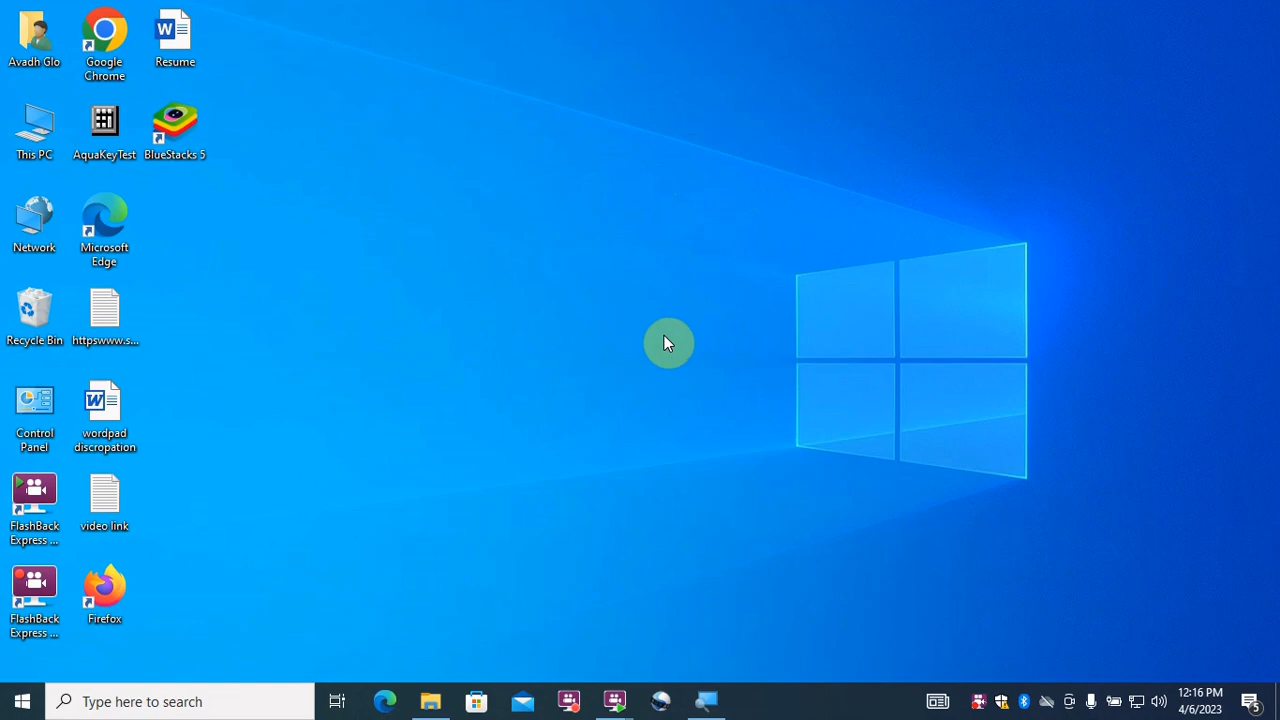 Avadh Glo
Google
Chrome
Resume
This PC
AquaKeyTest
BlueStacks 5
Network
Microsoft
Edge
Recycle Bin
httpswww.s...
Control
Panel
wordpad
discropation
FlashBack
Express ...
video link
FlashBack
Express ...
Firefox
Type here to search
12:16 PM
4/6/2023
5